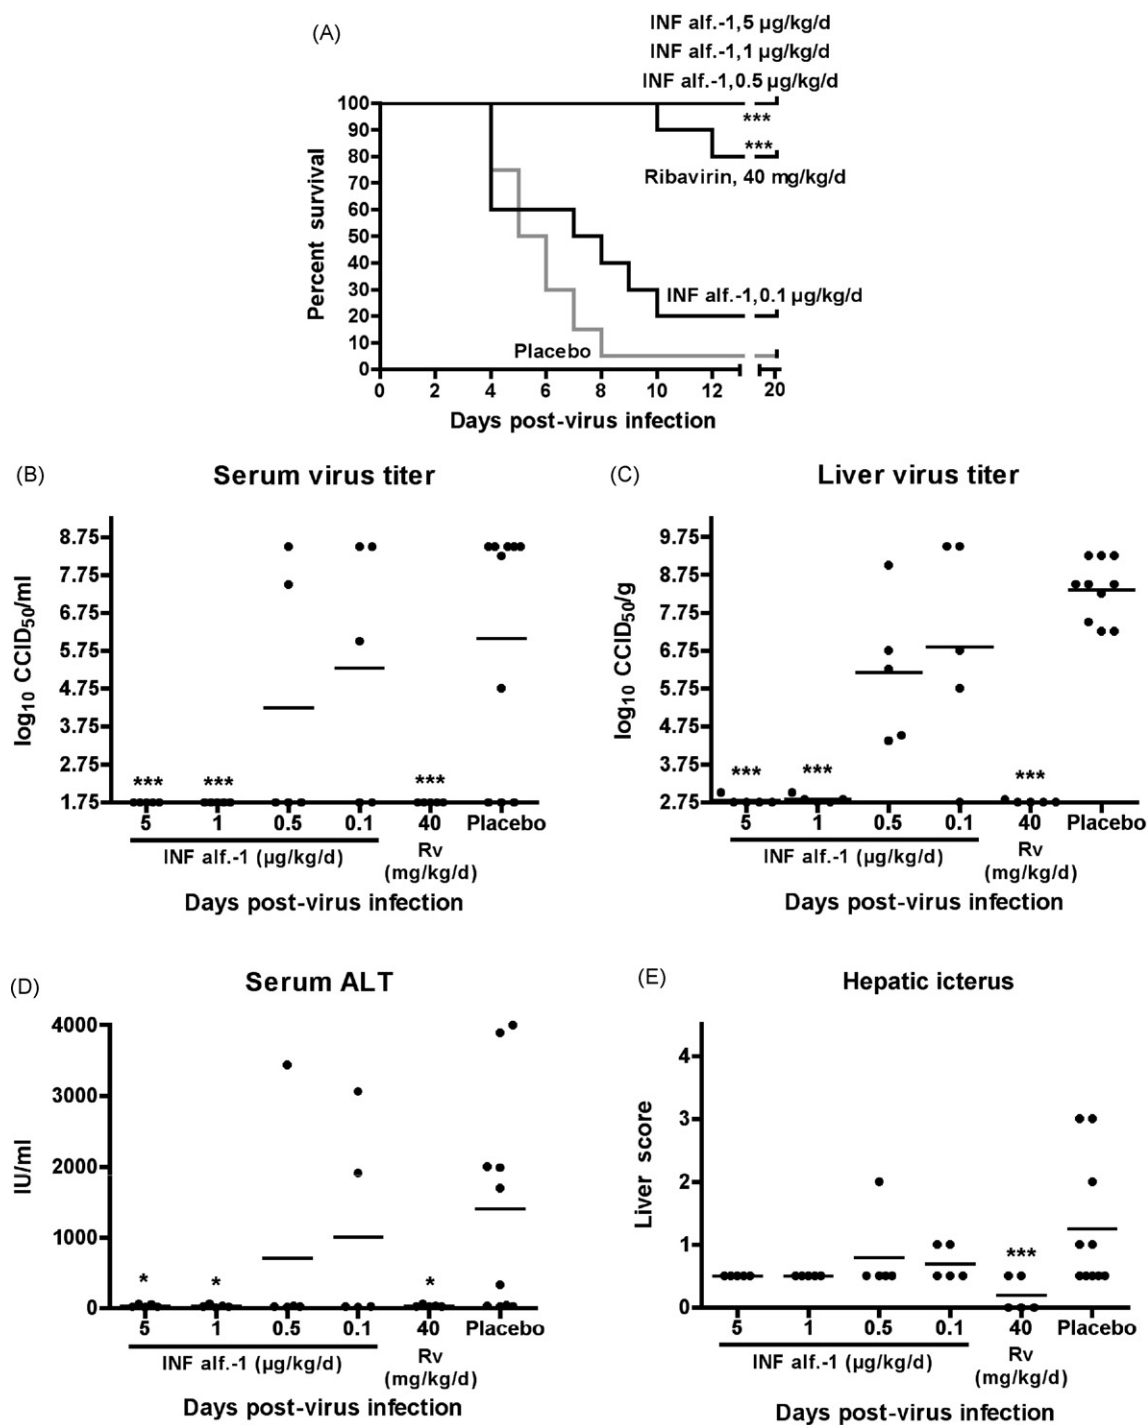 (A)
INF alf.-1,5 µg/kg/d
INF alf.-1,1 µg/kg/d
INF alf.-1,0.5 µg/kg/d
***
***
Ribavirin, 40 mg/kg/d
INF alf.-1,0.1 µg/kg/d
Placebo
Percent survival
100
90
80
70
60
50
40
30
20
10
0
0 2 4 6 8 10 12 20
Days post-virus infection
(B)
Serum virus titer
log10 CCID50/ml
8.75
7.75
6.75
5.75
4.75
3.75
2.75
1.75
*** *** ***
5 1 0.5 0.1 40 Placebo
INF alf.-1 (µg/kg/d)
Rv
(mg/kg/d)
Days post-virus infection
(C)
Liver virus titer
log10 CCID50/g
9.75
8.75
7.75
6.75
5.75
4.75
3.75
2.75
*** *** ***
5 1 0.5 0.1 40 Placebo
INF alf.-1 (µg/kg/d)
Rv
(mg/kg/d)
Days post-virus infection
(D)
Serum ALT
IU/ml
4000
3000
2000
1000
0
* * *
5 1 0.5 0.1 40 Placebo
INF alf.-1 (µg/kg/d)
Rv
(mg/kg/d)
Days post-virus infection
(E)
Hepatic icterus
Liver score
4
3
2
1
0
***
5 1 0.5 0.1 40 Placebo
INF alf.-1 (µg/kg/d)
Rv
(mg/kg/d)
Days post-virus infection